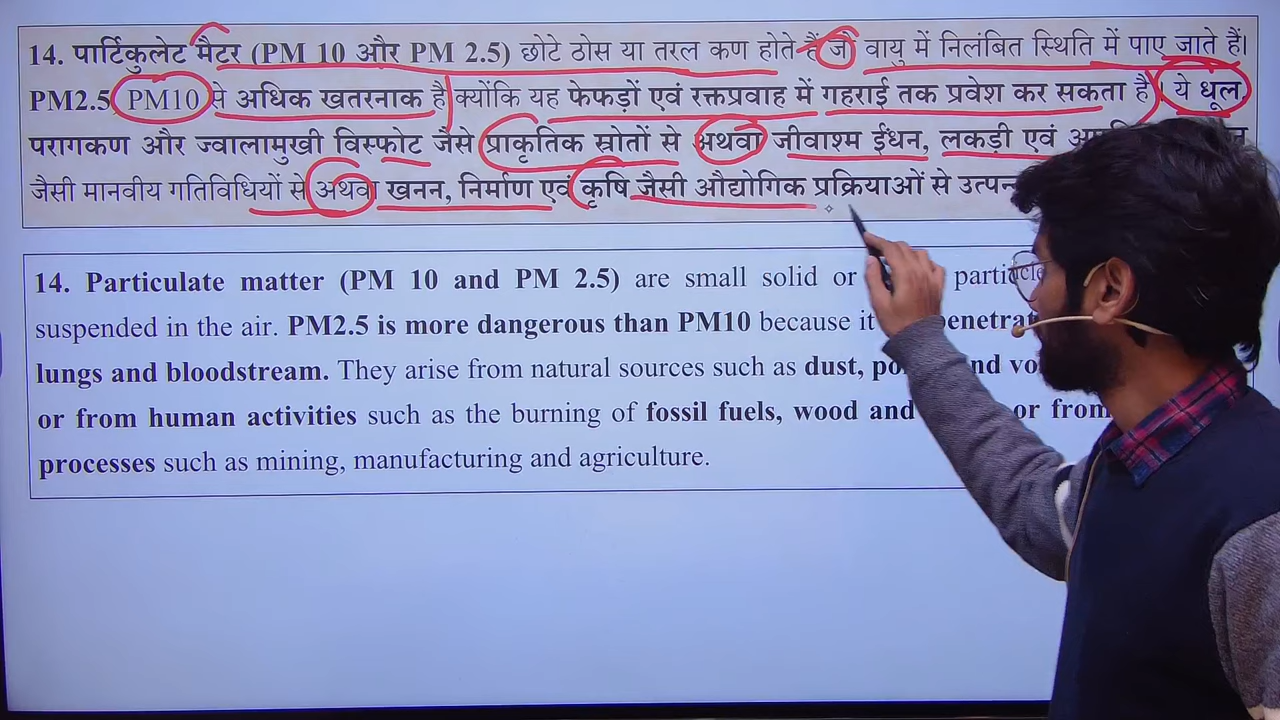 14. पार्टिकुलेट मैटर (PM 10 और PM 2.5) छोटे ठोस या तरल कण होते हैं जो वायु में निलंबित स्थिति में पाए जाते हैं।
PM2.5 PM10 से अधिक खतरनाक है क्योंकि यह फेफड़ों एवं रक्तप्रवाह में गहराई तक प्रवेश कर सकता है। ये धूल
परागकण और ज्वालामुखी विस्फोट जैसे प्राकृतिक स्रोतों से अथवा जीवाश्म ईंधन, लकड़ी एवं
जैसी मानवीय गतिविधियों से अथवा खनन, निर्माण एवं कृषि जैसी औद्योगिक प्रक्रियाओं से
14. Particulate matter (PM 10 and PM 2.5) are small solid or
suspended in the air. PM2.5 is more dangerous than PM10 because it
lungs and bloodstream. They arise from natural sources such as dust,
or from human activities such as the burning of fossil fuels, wood and or from
processes such as mining, manufacturing and agriculture.